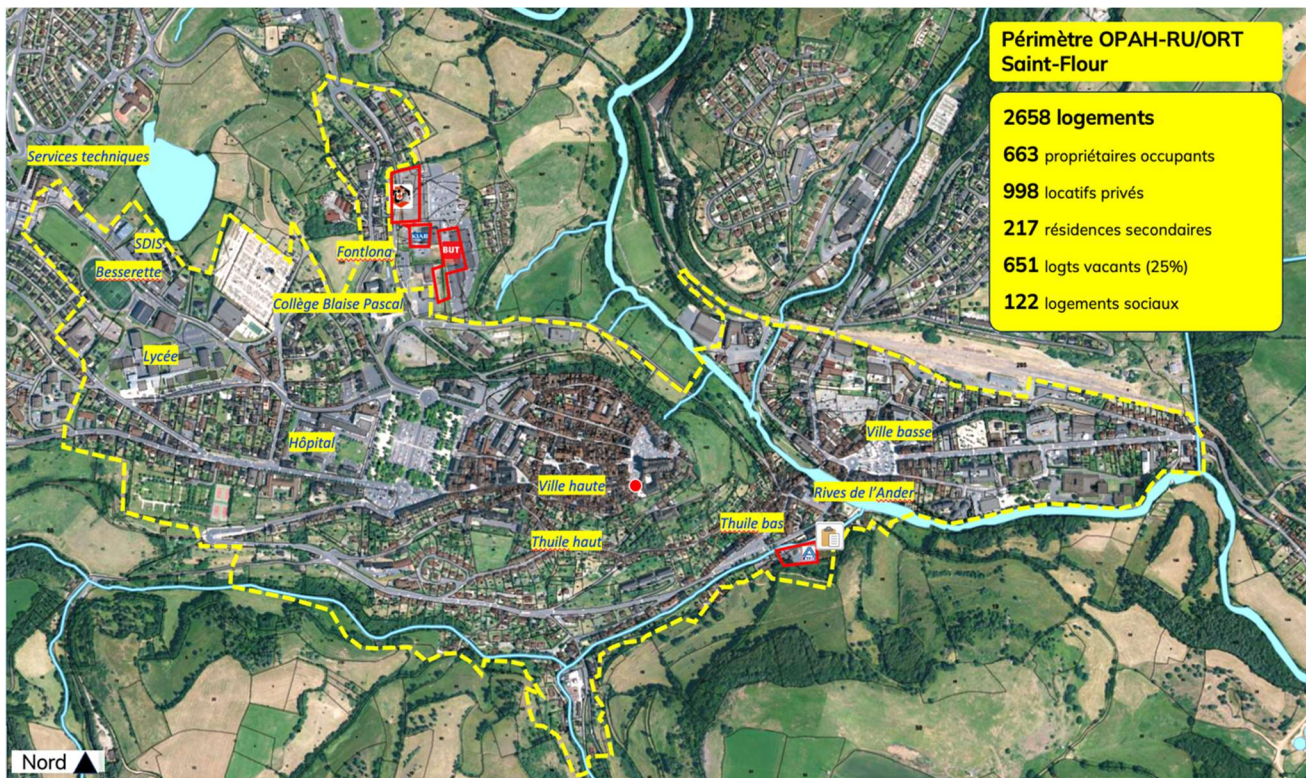 Périmètre OPAH-RU/ORT
Saint-Flour
2658 logements
663 propriétaires occupants
998 locatifs privés
217 résidences secondaires
651 logts vacants (25%)
122 logements sociaux
Services techniques
SDIS
Besserette
Fontlong
BUT
Collège Blaise Pascal
Lycée
Hôpital
Ville basse
Ville haute
Rives de l'Ander
Thuile bas
Thuile haut
Nord